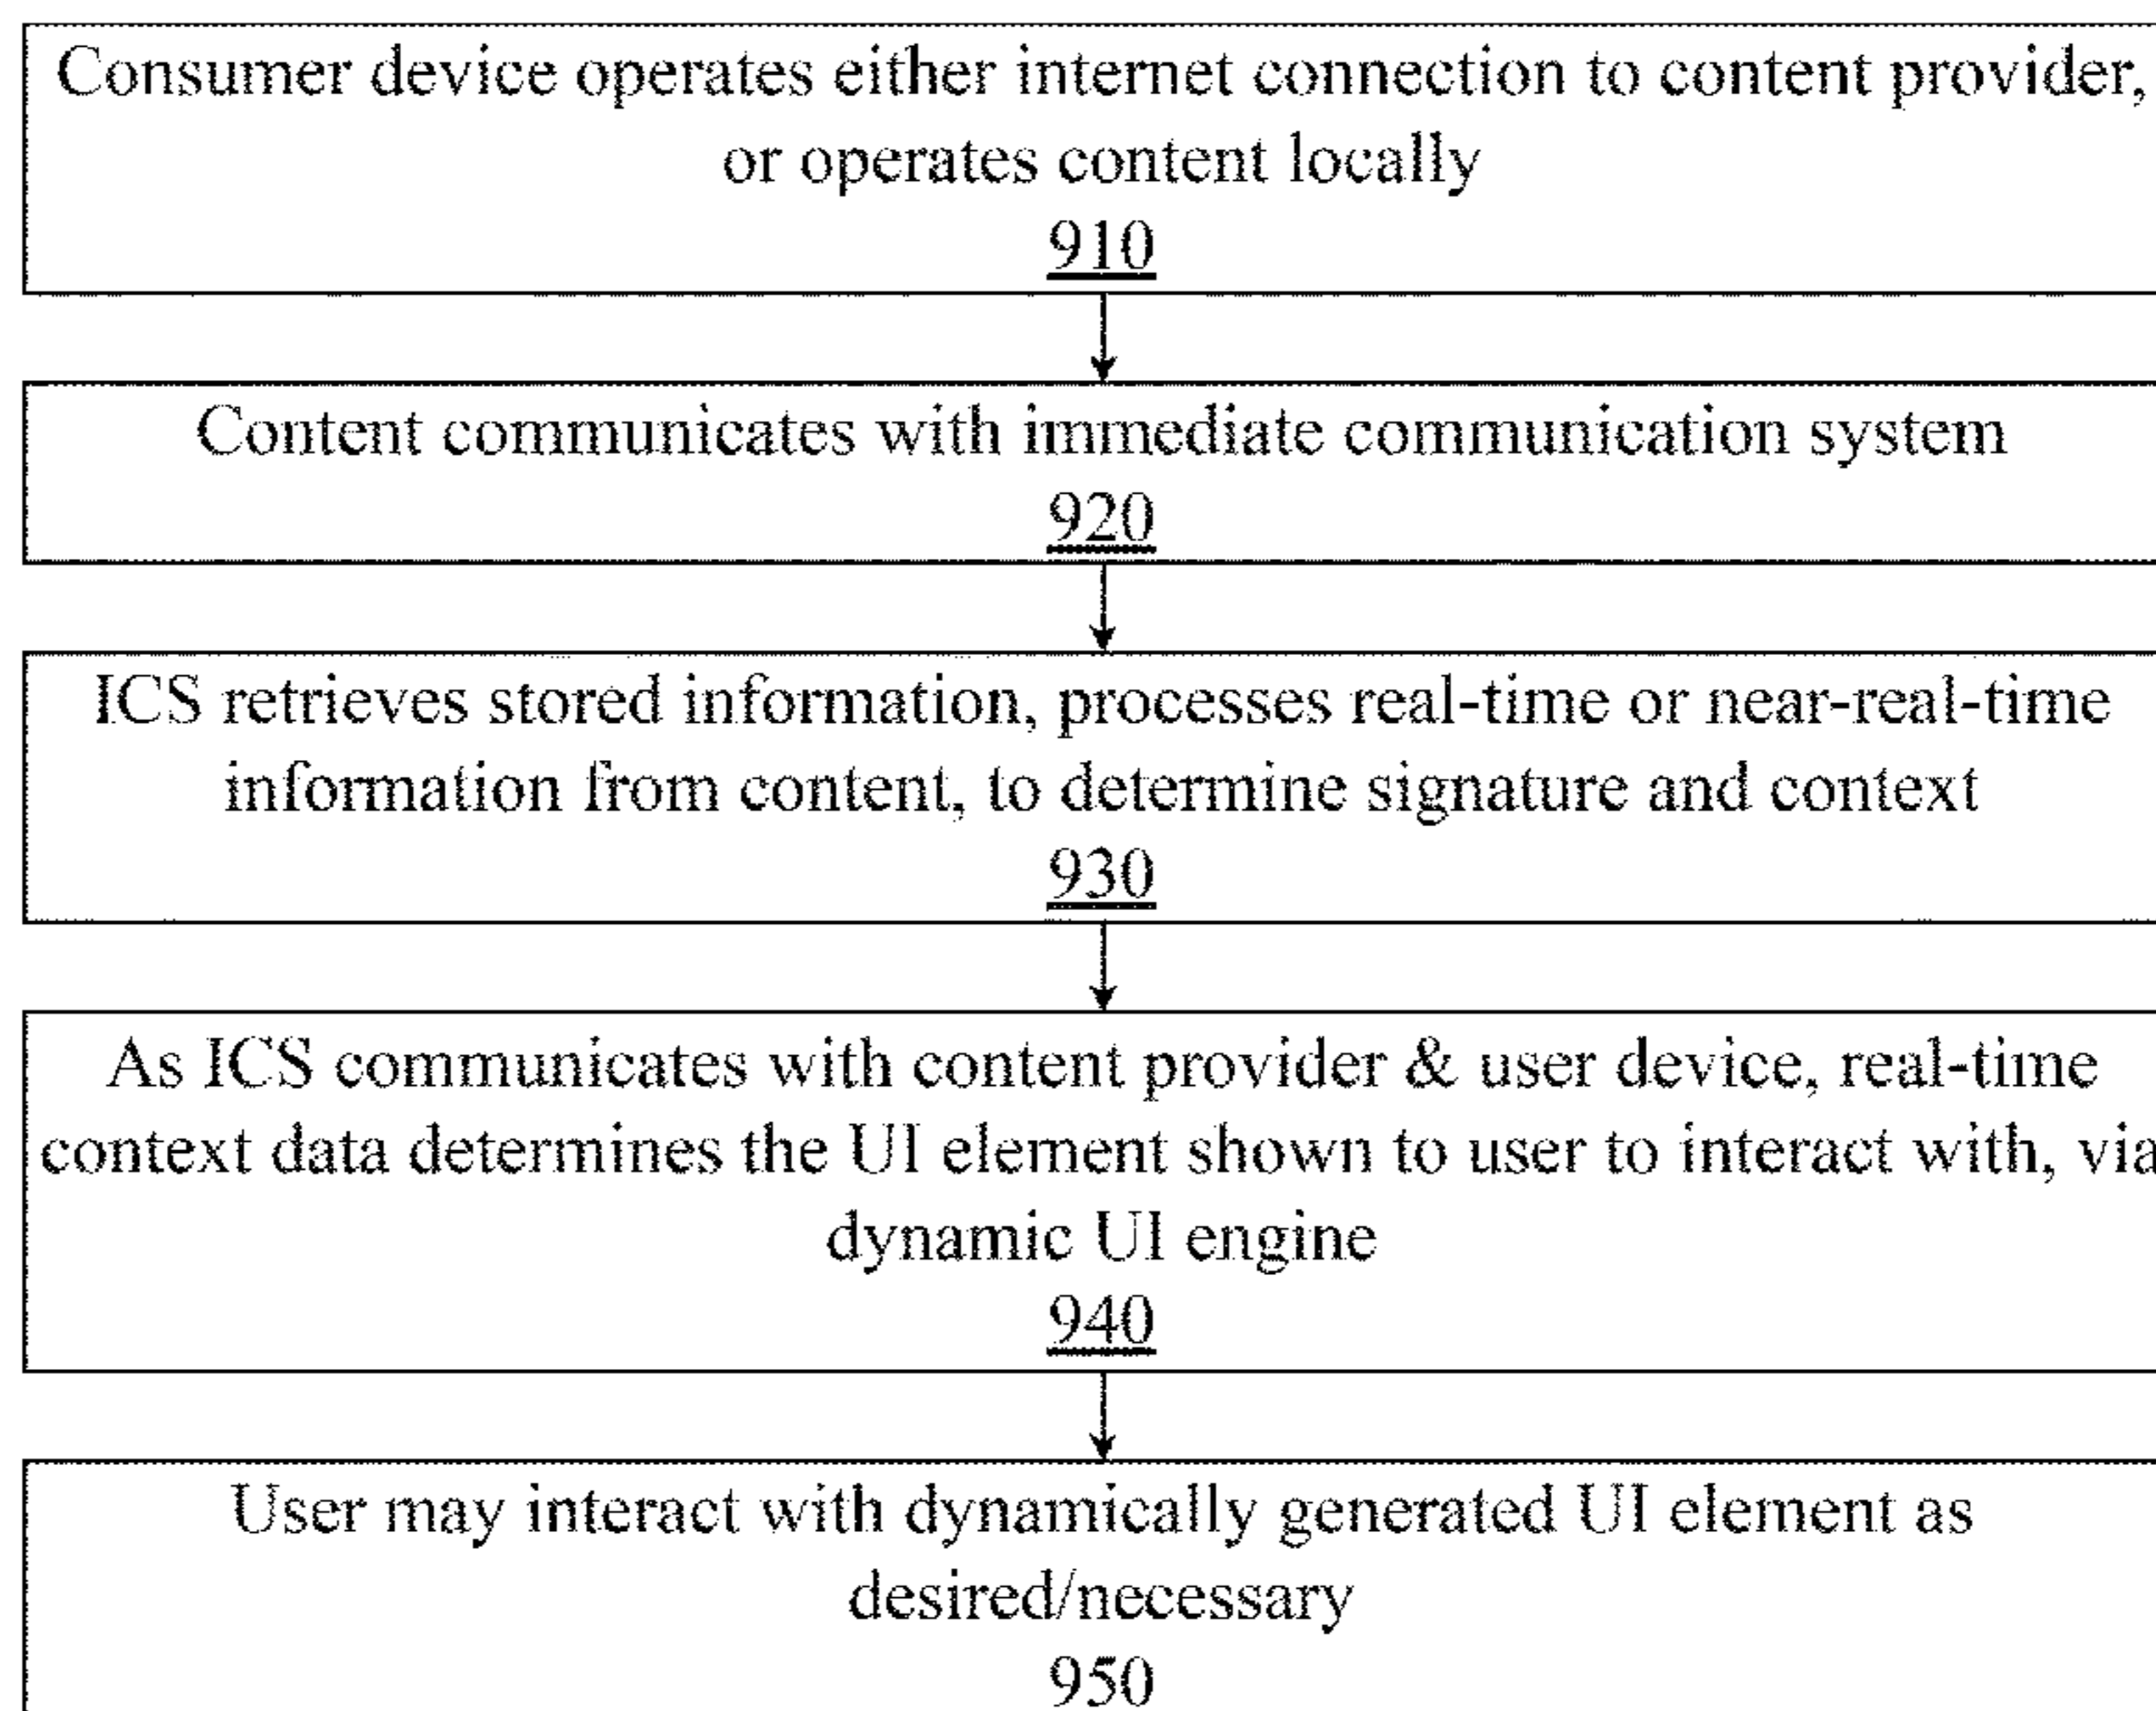 Consumer device operates either internet connection to content provider,
or operates content locally
910
Content communicates with immediate communication system
920
ICS retrieves stored information, processes real-time or near-real-time
information from content, to determine signature and context
930
As ICS communicates with content provider & user device, real-time
context data determines the UI element shown to user to interact with, via
dynamic UI engine
940
User may interact with dynamically generated UI element as
desired/necessary
950